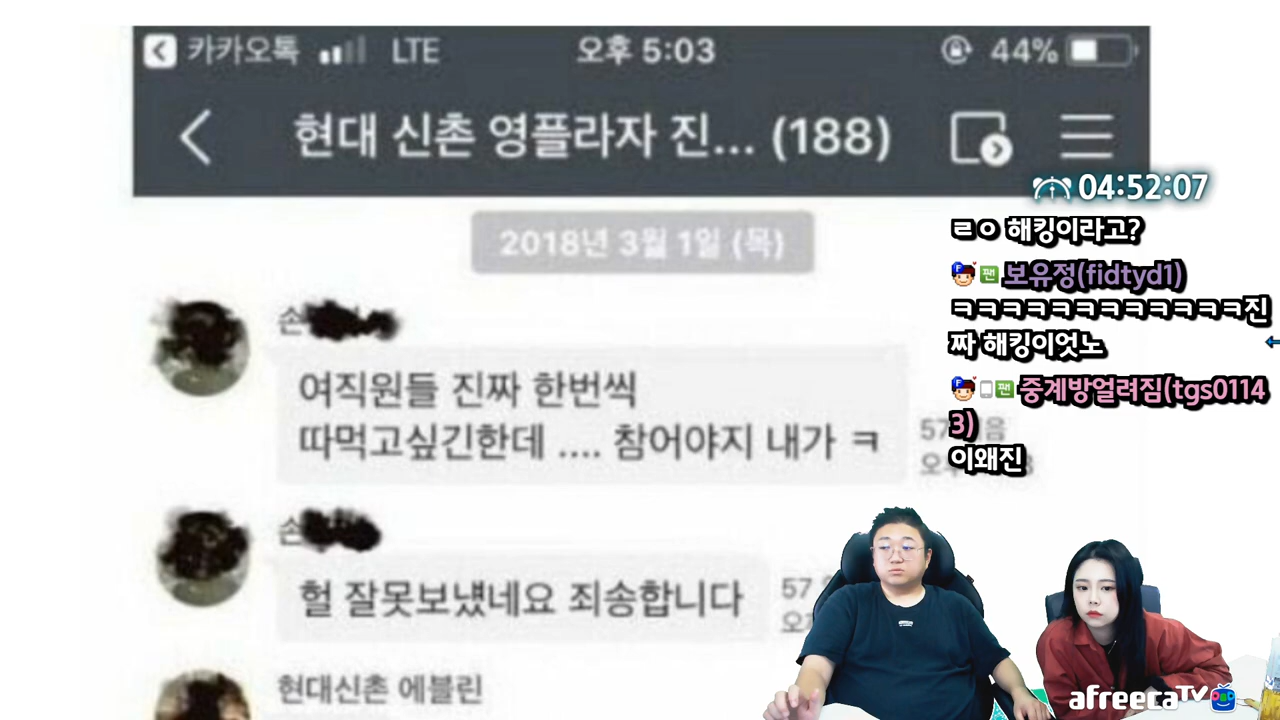 카카오톡 LTE 오후 5:03 44%
현대 신촌 영플라자 진... (188)
04:52:07
2018년 3월 1일 (목)
ㄹㅇ 해킹이라고?
F 팬 보유정(fidtyd1)
ㅋㅋㅋㅋㅋㅋㅋㅋㅋㅋㅋㅋ진
짜 해킹이엇노
F 팬 중계방얼려짐(tgs0114
3)
이왜진
손
여직원들 진짜 한번씩
따먹고싶긴한데 .... 참어야지 내가 ㅋ
57
손
헐 잘못보냈네요 죄송합니다
57
현대신촌 에블린
afreecaTV